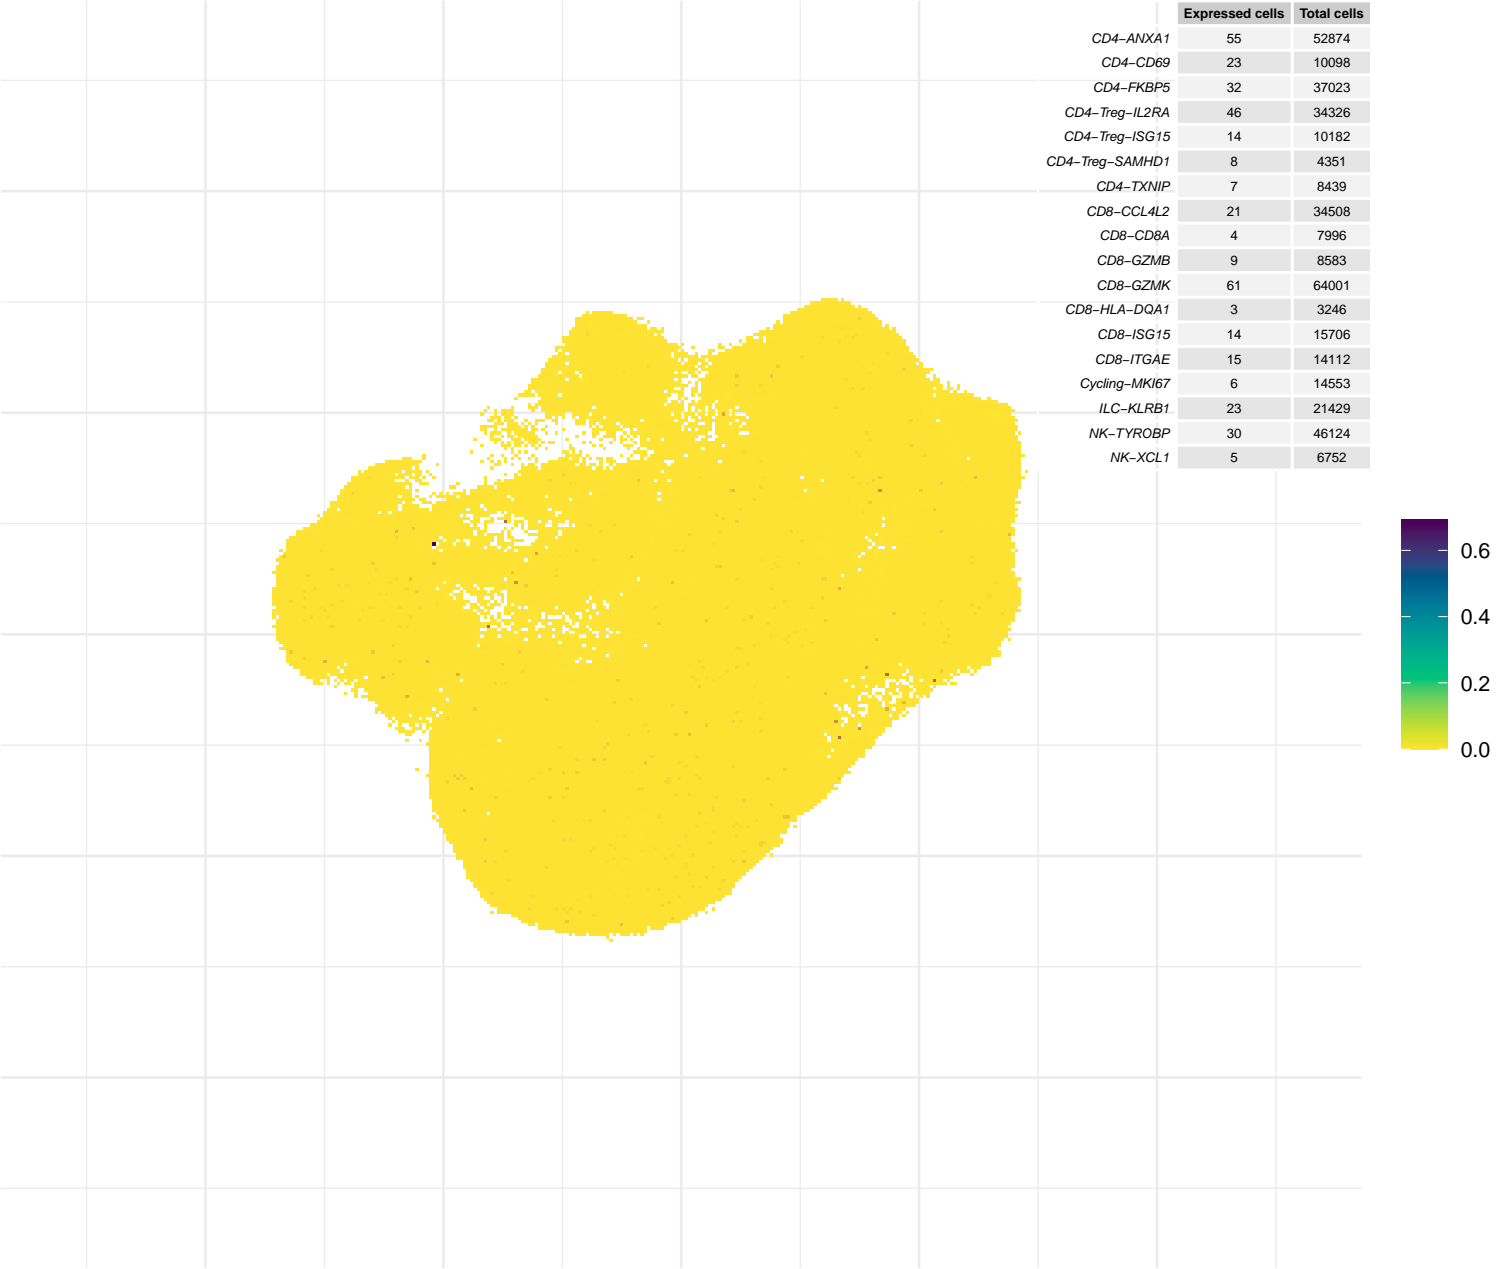 Expressed cells Total cells
CD4−ANXA1 55 52874
CD4−CD69 23 10098
CD4−FKBP5 32 37023
CD4−Treg−IL2RA 46 34326
CD4−Treg−ISG15 14 10182
CD4−Treg−SAMHD1 8 4351
CD4−TXNIP 7 8439
CD8−CCL4L2 21 34508
CD8−CD8A 4 7996
CD8−GZMB 9 8583
CD8−GZMK 61 64001
CD8−HLA−DQA1 3 3246
CD8−ISG15 14 15706
CD8−ITGAE 15 14112
Cycling−MKI67 6 14553
ILC−KLRB1 23 21429
NK−TYROBP 30 46124
NK−XCL1 5 6752
0.6
0.4
0.2
0.0